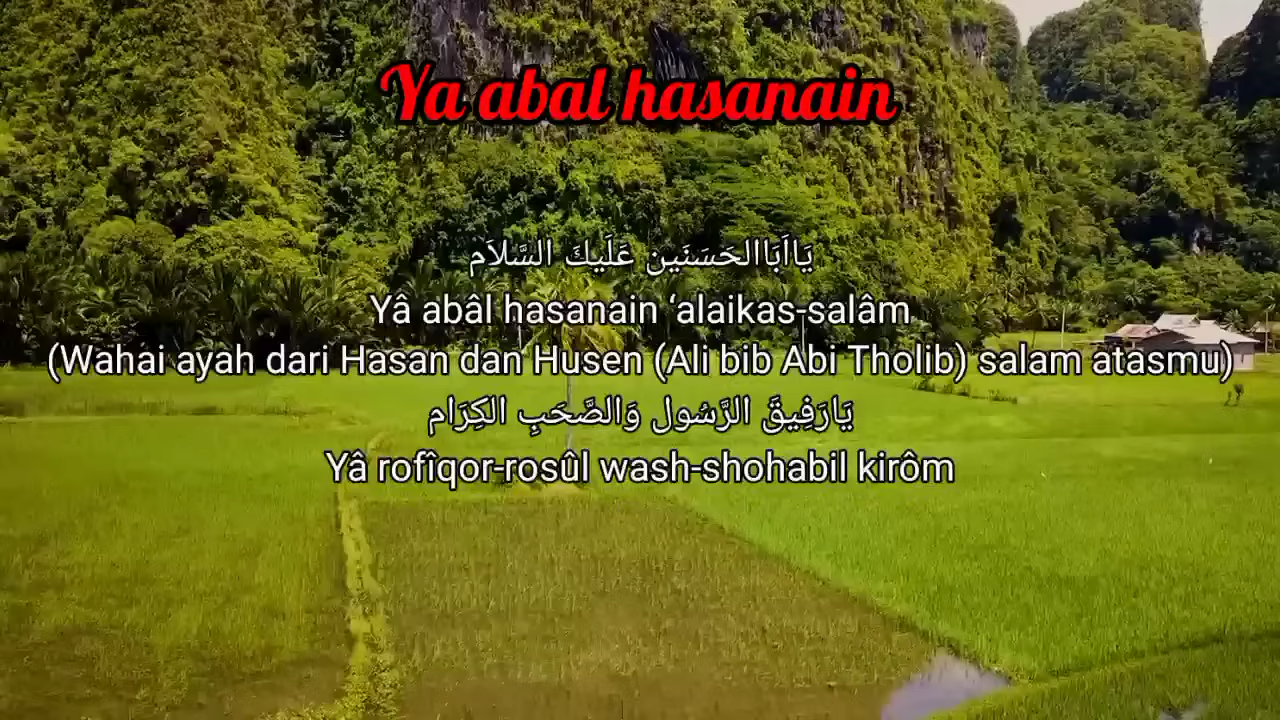 Ya abal hasanain
يَااَبَاالحَسَنَين عَلَيكَ السَّلاَم
Yâ abâl hasanain ‘alaikas-salâm
(Wahai ayah dari Hasan dan Husen (Ali bib Abi Tholib) salam atasmu)
يَارَفِيقَ الرَّسُول وَالصَّحَبِ الكِرَام
Yâ rofîqor-rosûl wash-shohabil kirôm